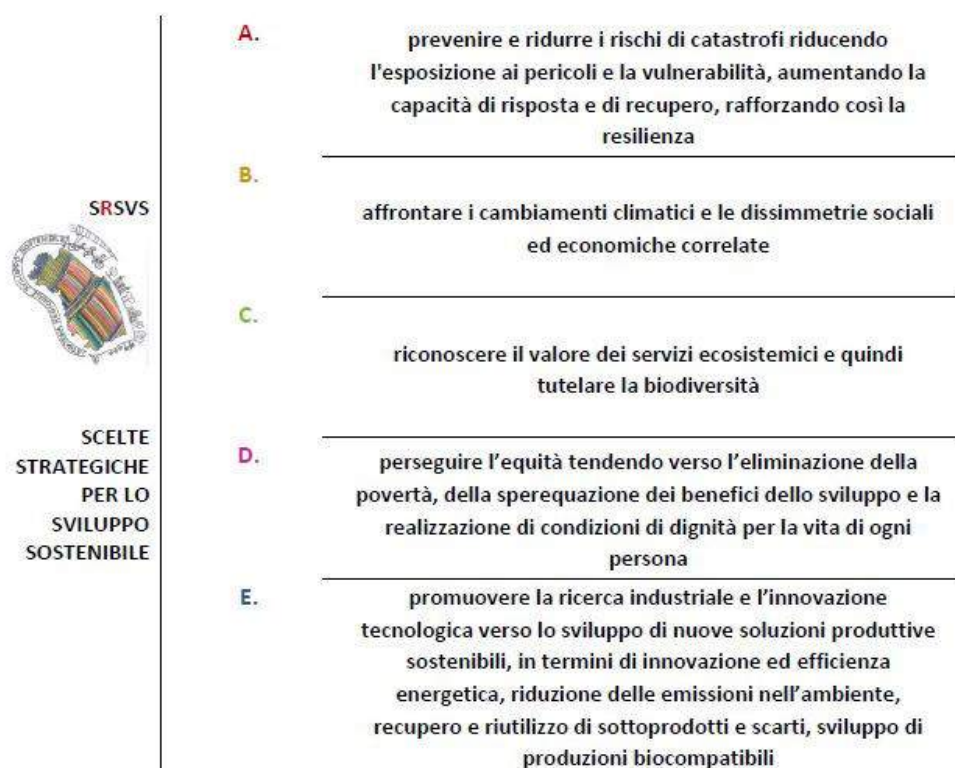 SRSVS
SCELTE
STRATEGICHE
PER LO
SVILUPPO
SOSTENIBILE
A.
prevenire e ridurre i rischi di catastrofi riducendo
l'esposizione ai pericoli e la vulnerabilità, aumentando la
capacità di risposta e di recupero, rafforzando così la
resilienza
B.
affrontare i cambiamenti climatici e le dissimmetrie sociali
ed economiche correlate
C.
riconoscere il valore dei servizi ecosistemici e quindi
tutelare la biodiversità
D.
perseguire l’equità tendendo verso l’eliminazione della
povertà, della sperequazione dei benefici dello sviluppo e la
realizzazione di condizioni di dignità per la vita di ogni
persona
E.
promuovere la ricerca industriale e l’innovazione
tecnologica verso lo sviluppo di nuove soluzioni produttive
sostenibili, in termini di innovazione ed efficienza
energetica, riduzione delle emissioni nell’ambiente,
recupero e riutilizzo di sottoprodotti e scarti, sviluppo di
produzioni biocompatibili